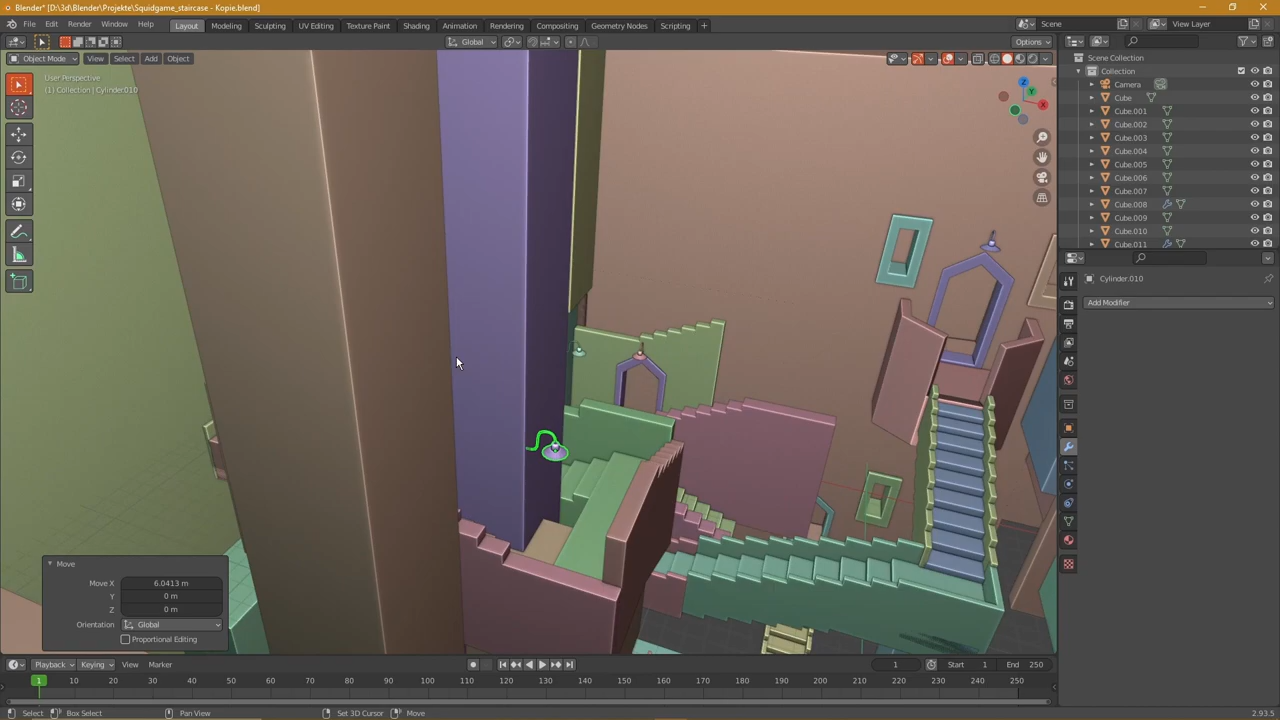 Blender* [D:\3d\Blender\Projekte\Squidgame_staircase - Kopie.blend]
File Edit Render Window Help Layout Modeling Sculpting UV Editing Texture Paint Shading Animation Rendering Compositing Geometry Nodes Scripting + Scene View Layer
Global Options
Object Mode View Select Add Object
User Perspective
(1) Collection | Cylinder.010
Z
Y
X
Scene Collection
Collection
Camera
Cube
Cube.001
Cube.002
Cube.003
Cube.004
Cube.005
Cube.006
Cube.007
Cube.008
Cube.009
Cube.010
Cube.011
Cylinder.010
Add Modifier
Move
Move X 6.0413 m
Y 0 m
Z 0 m
Orientation Global
Proportional Editing
Playback Keying View Marker 1 Start 1 End 250
1 10 20 30 40 50 60 70 80 90 100 110 120 130 140 150 160 170 180 190 200 210 220 230 240 250
Select Box Select Pan View Set 3D Cursor Move 2.93.5